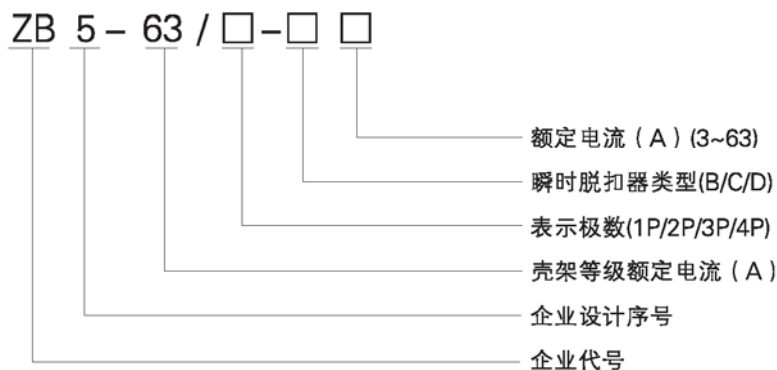 ZB 5-63/□-□ □
额定电流（A）(3~63)
瞬时脱扣器类型(B/C/D)
表示极数(1P/2P/3P/4P)
壳架等级额定电流（A）
企业设计序号
企业代号